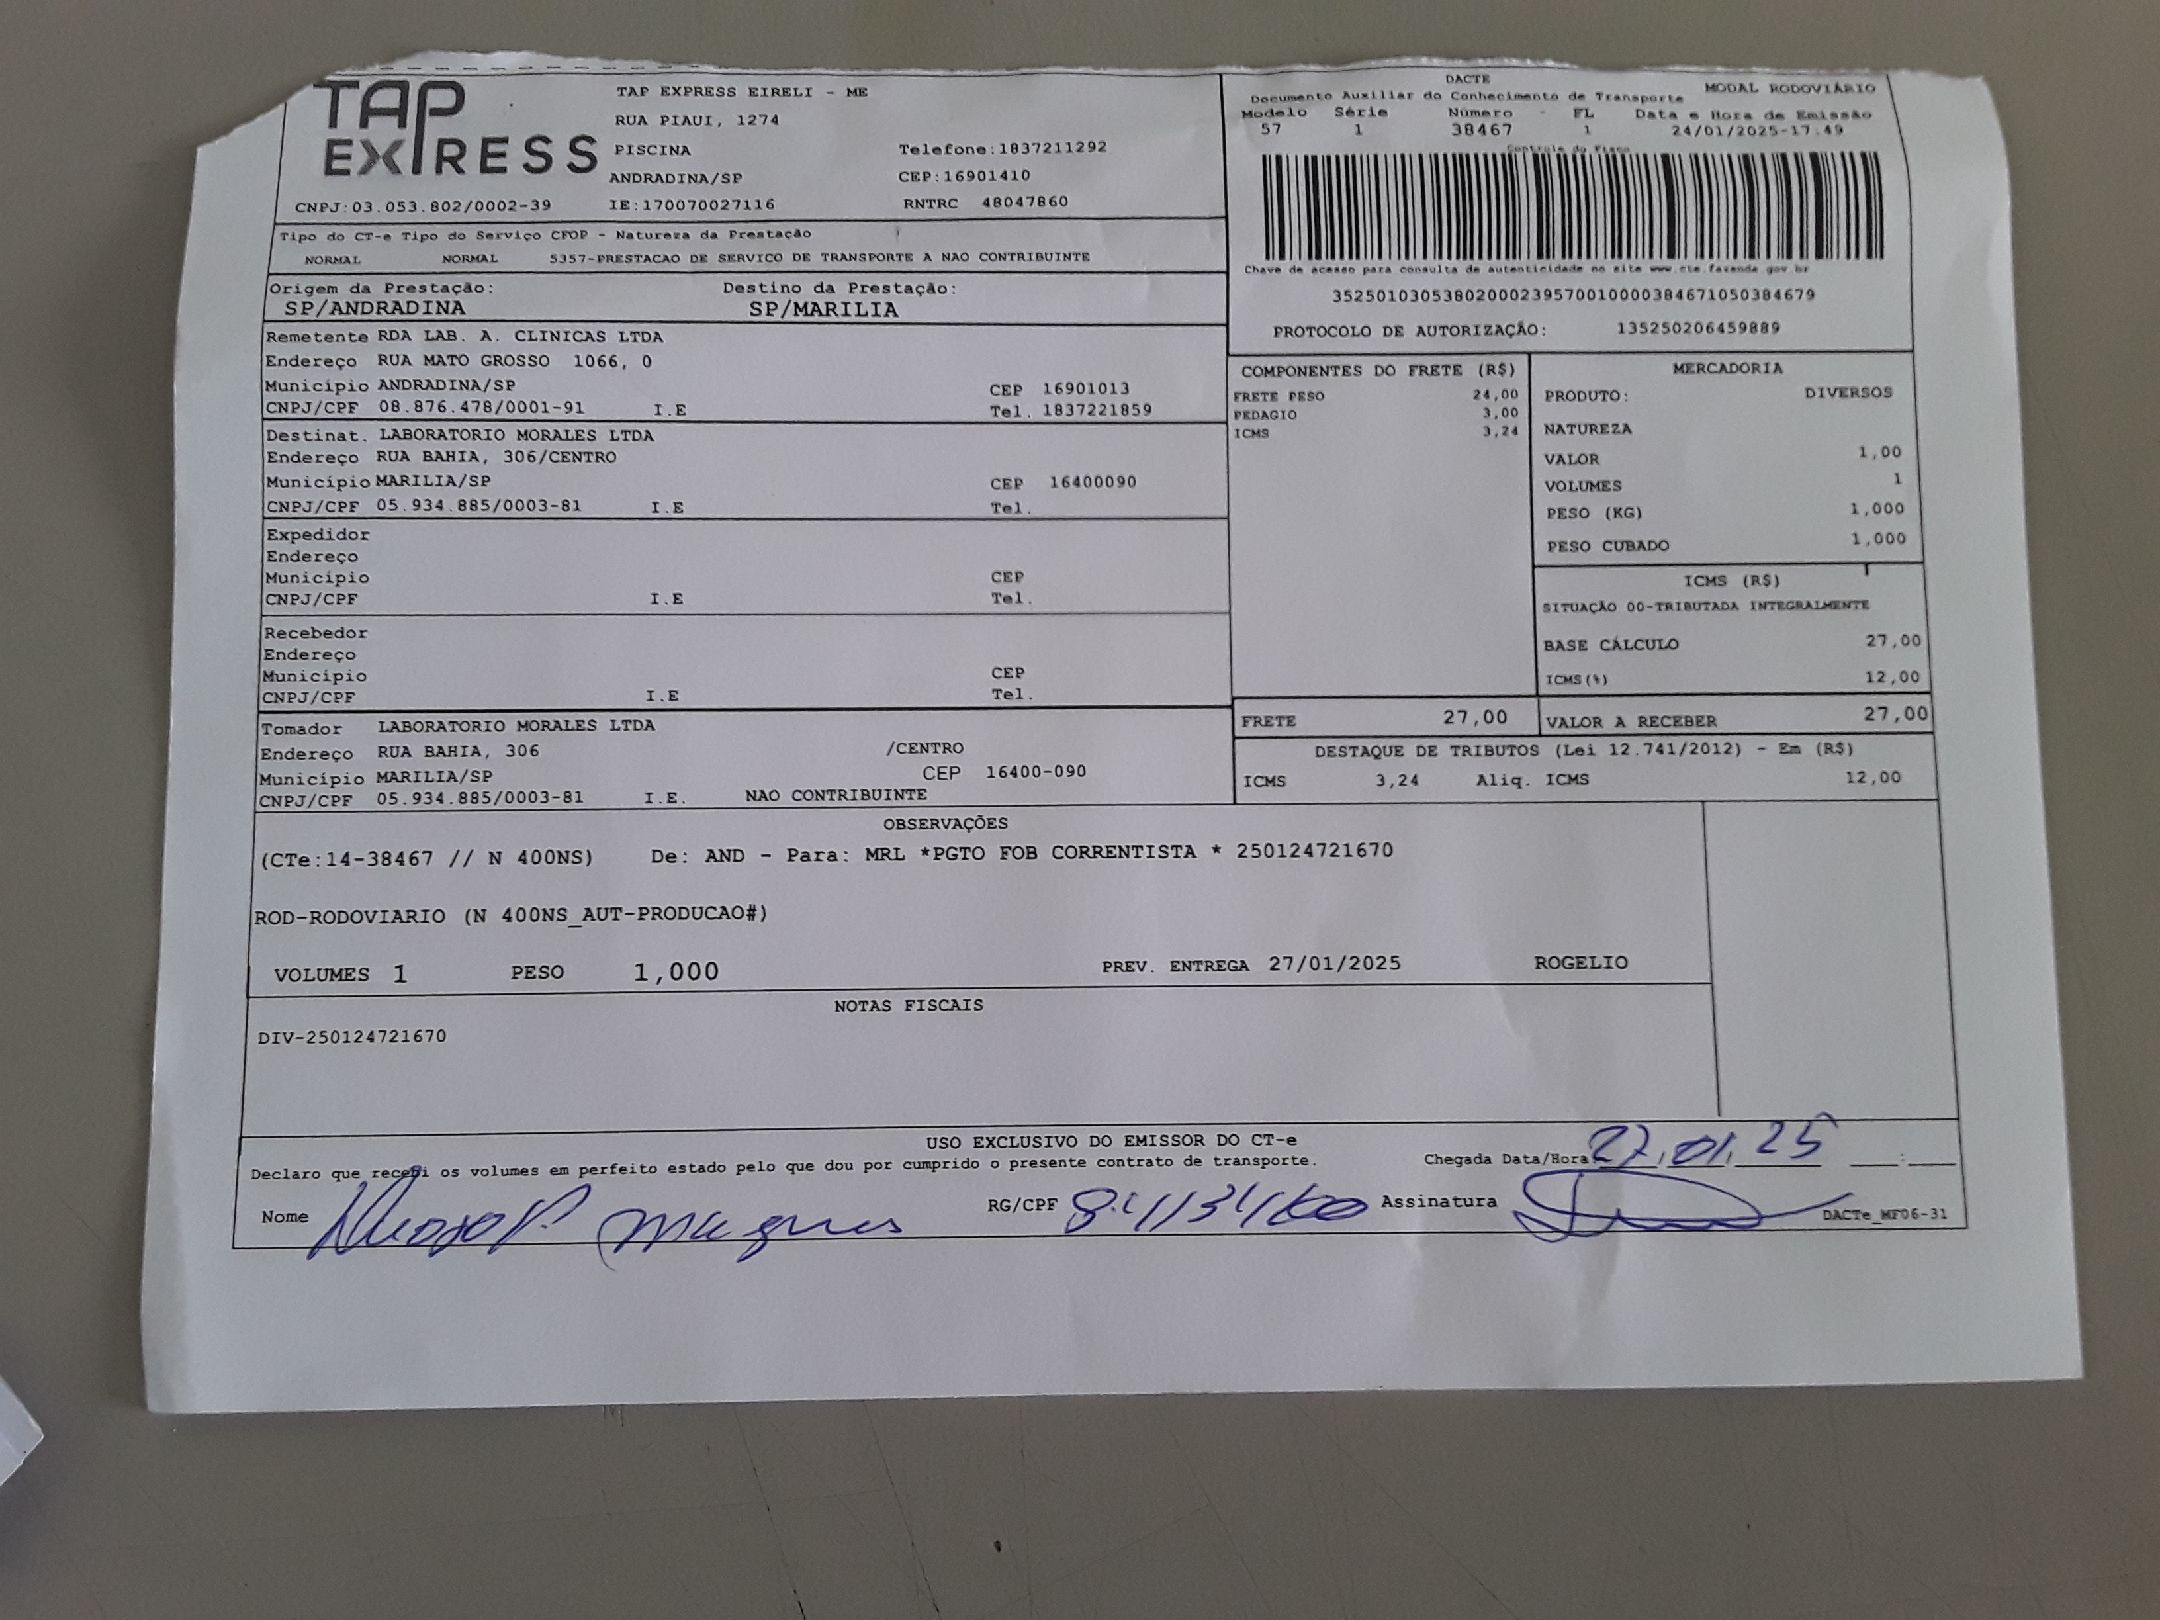 TAP EXPRESS
TAP EXPRESS EIRELI - ME
RUA PIAUI, 1274
PISCINA Telefone:1837211292
ANDRADINA/SP CEP:16901410
CNPJ:03.053.802/0002-39 IE:170070027116 RNTRC 48047860
Tipo do CT-e Tipo do Serviço CFOP - Natureza da Prestação
NORMAL NORMAL 5357-PRESTACAO DE SERVICO DE TRANSPORTE A NAO CONTRIBUINTE
DACTE MODAL RODOVIÁRIO
Documento Auxiliar do Conhecimento de Transporte
Modelo Série Número - FL Data e Hora de Emissão
57 1 38467 1 24/01/2025-17.49
Controle do Fisco
Chave de acesso para consulta de autenticidade no site www.cte.fazenda.gov.br
35250103053802000239570010000384671050384679
PROTOCOLO DE AUTORIZAÇÃO: 135250206459889
Origem da Prestação: Destino da Prestação:
SP/ANDRADINA SP/MARILIA
Remetente RDA LAB. A. CLINICAS LTDA
Endereço RUA MATO GROSSO 1066, 0
Município ANDRADINA/SP CEP 16901013
CNPJ/CPF 08.876.478/0001-91 I.E Tel. 1837221859
Destinat. LABORATORIO MORALES LTDA
Endereço RUA BAHIA, 306/CENTRO
Município MARILIA/SP CEP 16400090
CNPJ/CPF 05.934.885/0003-81 I.E Tel.
Expedidor
Endereço
Município CEP
CNPJ/CPF I.E Tel.
Recebedor
Endereço
Município CEP
CNPJ/CPF I.E Tel.
Tomador LABORATORIO MORALES LTDA
Endereço RUA BAHIA, 306 /CENTRO
Município MARILIA/SP CEP 16400-090
CNPJ/CPF 05.934.885/0003-81 I.E. NAO CONTRIBUINTE
COMPONENTES DO FRETE (R$)
FRETE PESO 24,00
PEDAGIO 3,00
ICMS 3,24
MERCADORIA
PRODUTO: DIVERSOS
NATUREZA
VALOR 1,00
VOLUMES 1
PESO (KG) 1,000
PESO CUBADO 1,000
ICMS (R$)
SITUAÇÃO 00-TRIBUTADA INTEGRALMENTE
BASE CÁLCULO 27,00
ICMS(%) 12,00
FRETE 27,00 VALOR A RECEBER 27,00
DESTAQUE DE TRIBUTOS (Lei 12.741/2012) - Em (R$)
ICMS 3,24 Aliq. ICMS 12,00
OBSERVAÇÕES
(CTe:14-38467 // N 400NS) De: AND - Para: MRL *PGTO FOB CORRENTISTA * 250124721670
ROD-RODOVIARIO (N 400NS_AUT-PRODUCAO#)
VOLUMES 1 PESO 1,000 PREV. ENTREGA 27/01/2025 ROGELIO
NOTAS FISCAIS
DIV-250124721670
USO EXCLUSIVO DO EMISSOR DO CT-e
Declaro que recebi os volumes em perfeito estado pelo que dou por cumprido o presente contrato de transporte. Chegada Data/Hora 27,01,25 __:__
Nome RG/CPF Assinatura DACTe_MF06-31